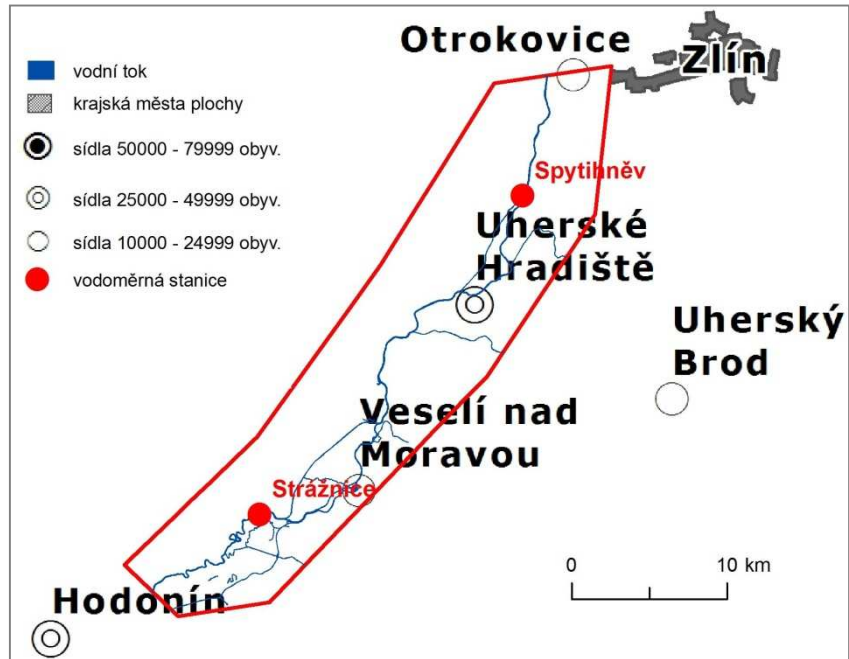 vodní tok
krajská města plochy
sídla 50000 - 79999 obyv.
sídla 25000 - 49999 obyv.
sídla 10000 - 24999 obyv.
vodoměrná stanice
Otrokovice
Zlín
Spytihněv
Uherské
Hradiště
Uherský
Brod
Veselí nad
Moravou
Strážnice
Hodonín
0 10 km